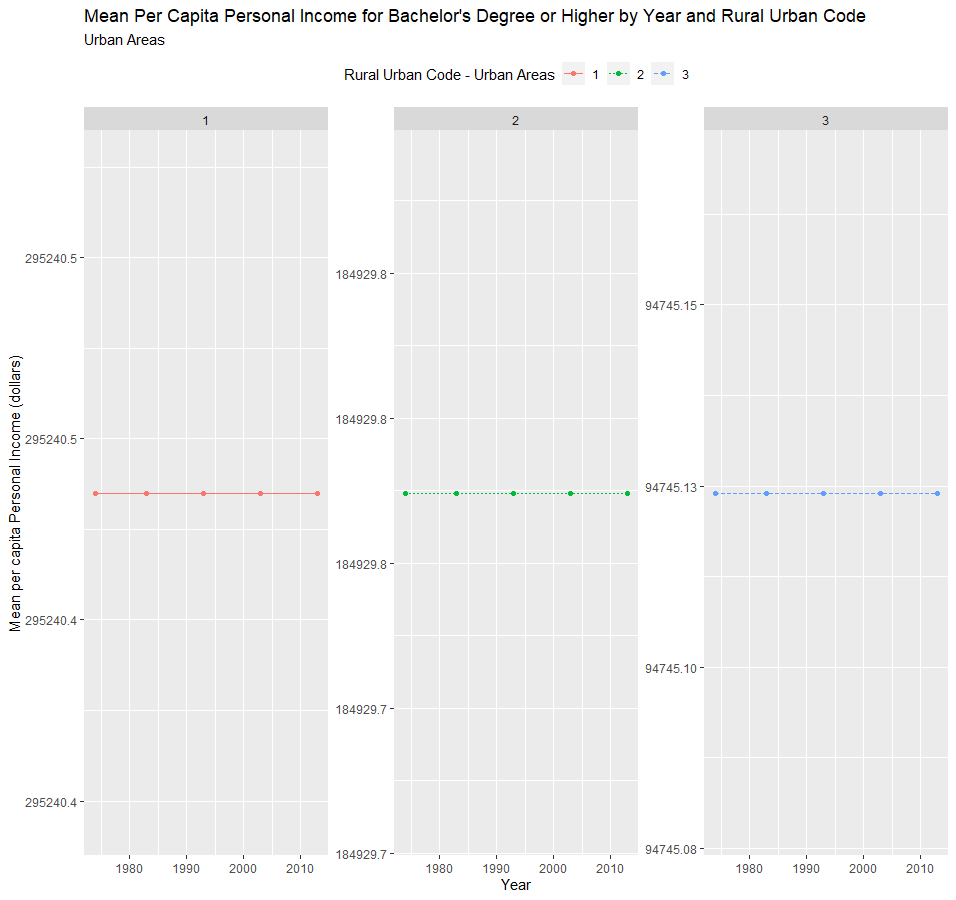 Mean Per Capita Personal Income for Bachelor's Degree or Higher by Year and Rural Urban Code
Urban Areas
Rural Urban Code - Urban Areas 1 2 3
1 2 3
Mean per capita Personal Income (dollars)
295240.5
295240.5
295240.4
295240.4
184929.8
184929.8
184929.8
184929.7
184929.7
94745.15
94745.13
94745.10
94745.08
1980 1990 2000 2010 1980 1990 2000 2010 1980 1990 2000 2010
Year